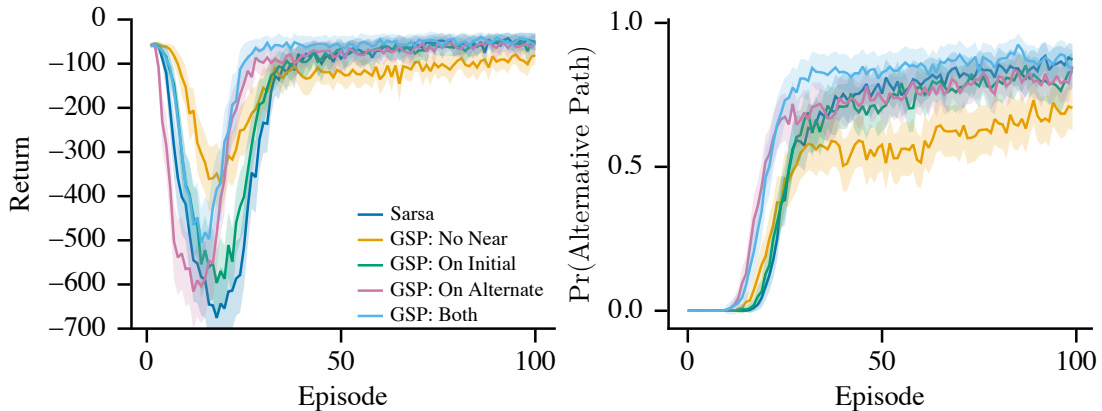 0
−100
−200
−300
−400
−500
−600
−700
Return
0
50
100
Episode
Sarsa
GSP: No Near
GSP: On Initial
GSP: On Alternate
GSP: Both
1.0
0.5
0.0
Pr(Alternative Path)
0
50
100
Episode